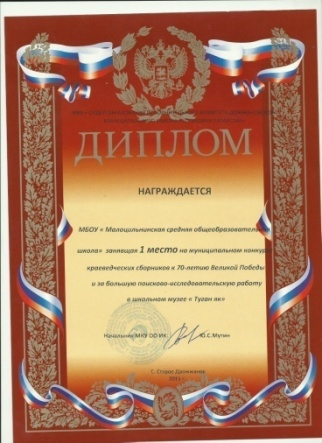 ДИПЛОМ
НАГРАЖДАЕТСЯ
МБОУ « Малоцильнинская средняя общеобразовательная
школа» занявшая 1 место на муниципальном конкурсе
краеведческих сборников к 70-летию Великой Победы
и за большую поисково-исследовательскую работу
в школьном музее « Туган як»
Начальник МКУ ОО ИК: Ю.С.Мугин
С. Старое Дрожжаное